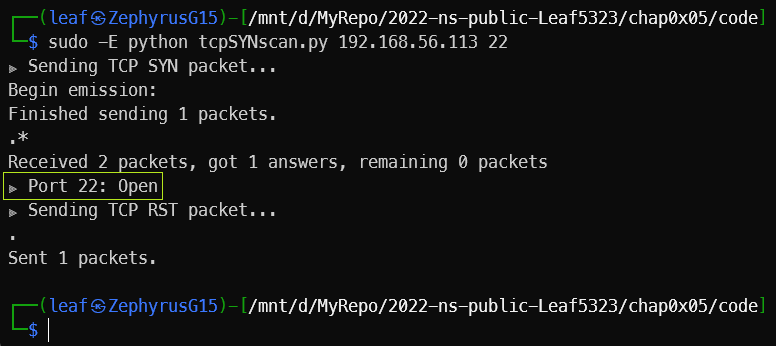 ┌──(leaf㉿ZephyrusG15)-[/mnt/d/MyRepo/2022-ns-public-Leaf5323/chap0x05/code]
└─$ sudo -E python tcpSYNscan.py 192.168.56.113 22
▶ Sending TCP SYN packet...
Begin emission:
Finished sending 1 packets.
.*
Received 2 packets, got 1 answers, remaining 0 packets
▶ Port 22: Open
▶ Sending TCP RST packet...
.
Sent 1 packets.
┌──(leaf㉿ZephyrusG15)-[/mnt/d/MyRepo/2022-ns-public-Leaf5323/chap0x05/code]
└─$